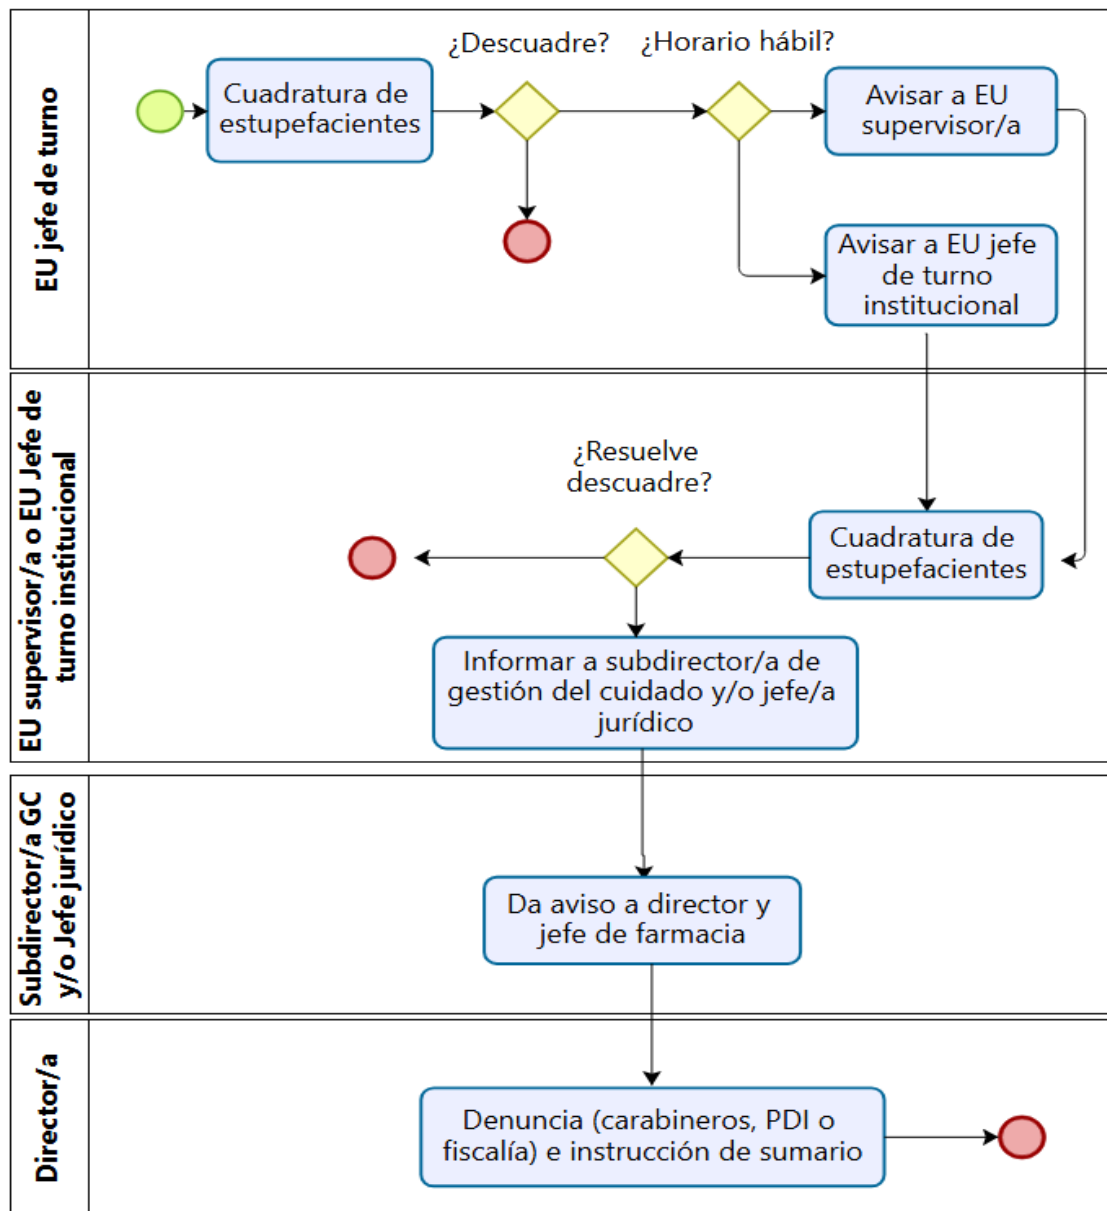 EU jefe de turno
¿Descuadre?
¿Horario hábil?
Cuadratura de
estupefacientes
Avisar a EU
supervisor/a
Avisar a EU jefe
de turno
institucional
EU supervisor/a o EU Jefe de
turno institucional
¿Resuelve
descuadre?
Cuadratura de
estupefacientes
Informar a subdirector/a de
gestión del cuidado y/o jefe/a
jurídico
Subdirector/a GC
y/o Jefe jurídico
Da aviso a director y
jefe de farmacia
Director/a
Denuncia (carabineros, PDI o
fiscalía) e instrucción de sumario